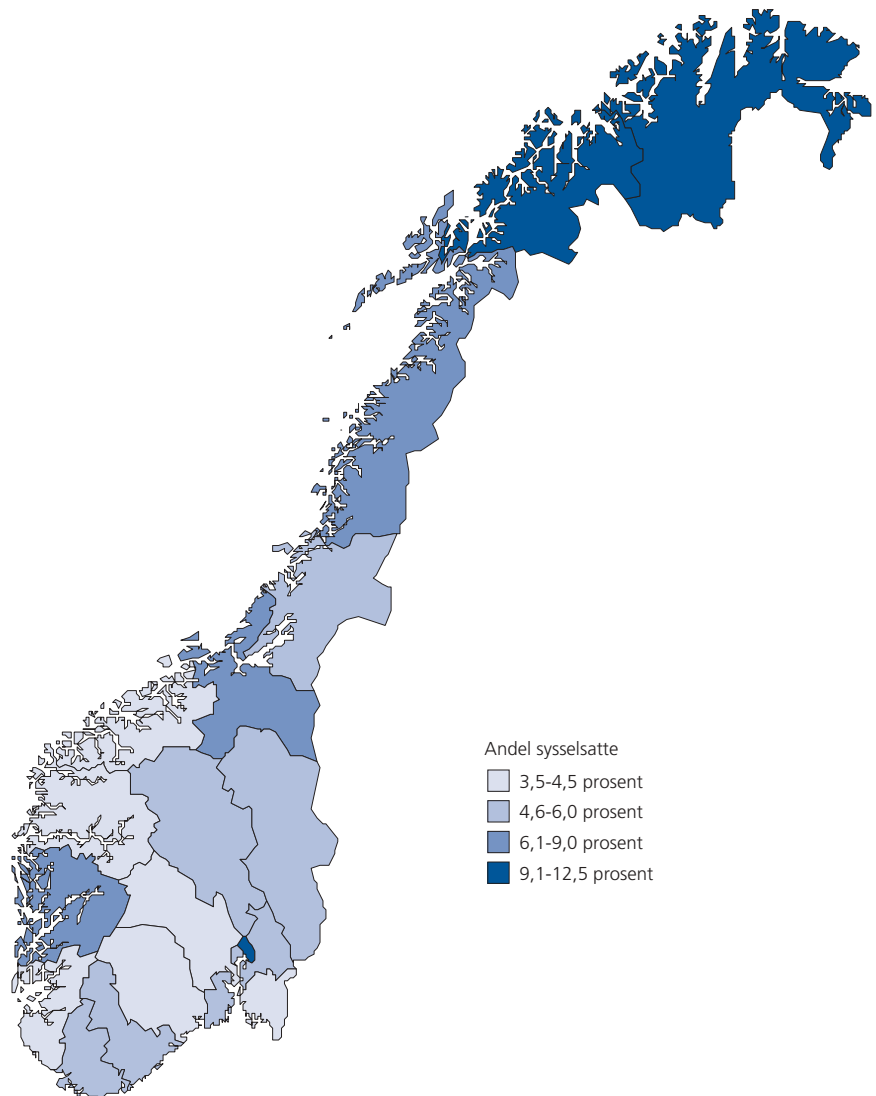 Andel sysselsatte
3,5-4,5 prosent
4,6-6,0 prosent
6,1-9,0 prosent
9,1-12,5 prosent